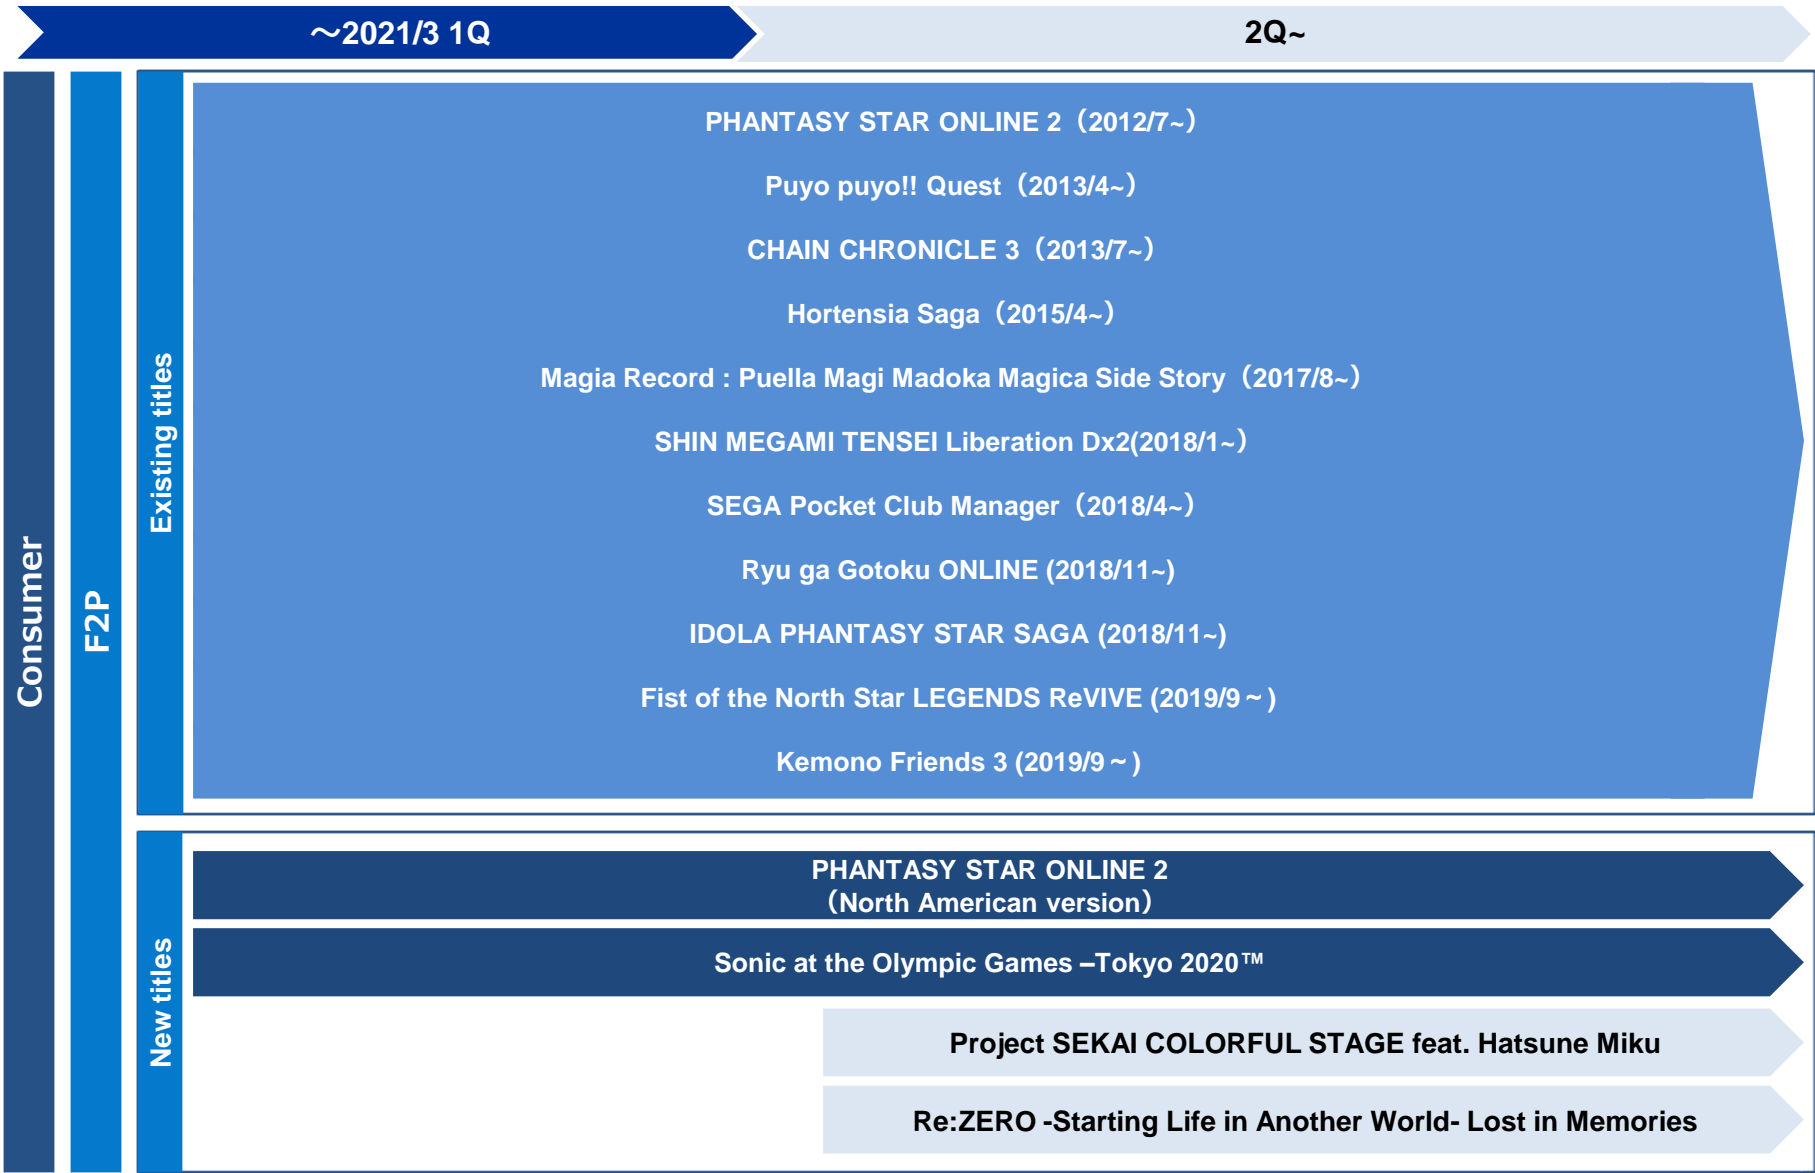 ～2021/3 1Q
2Q~
Consumer
F2P
Existing titles
PHANTASY STAR ONLINE 2（2012/7~）
Puyo puyo!! Quest（2013/4~）
CHAIN CHRONICLE 3（2013/7~）
Hortensia Saga（2015/4~）
Magia Record : Puella Magi Madoka Magica Side Story（2017/8~）
SHIN MEGAMI TENSEI Liberation Dx2(2018/1~）
SEGA Pocket Club Manager（2018/4~）
Ryu ga Gotoku ONLINE (2018/11~)
IDOLA PHANTASY STAR SAGA (2018/11~)
Fist of the North Star LEGENDS ReVIVE (2019/9～)
Kemono Friends 3 (2019/9～)
New titles
PHANTASY STAR ONLINE 2
（North American version）
Sonic at the Olympic Games –Tokyo 2020™
Project SEKAI COLORFUL STAGE feat. Hatsune Miku
Re:ZERO -Starting Life in Another World- Lost in Memories